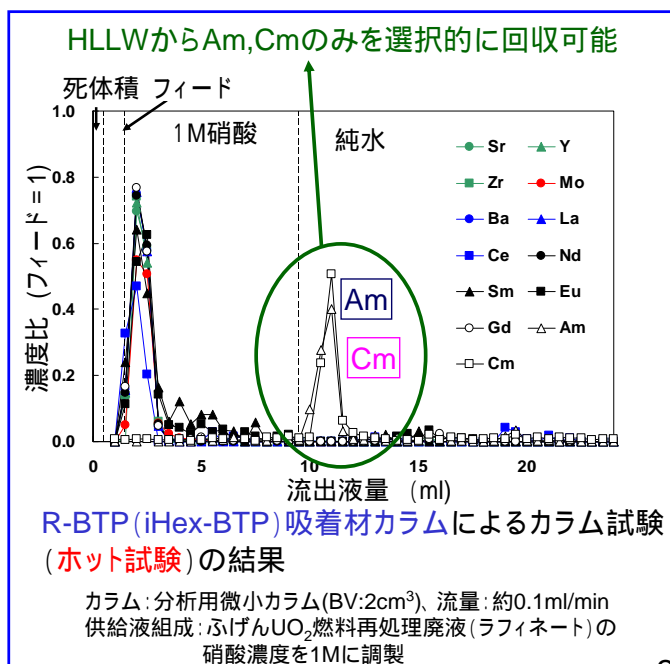 HLLWからAm,Cmのみを選択的に回収可能
死体積 フィード
1M硝酸
純水
1.0
0.8
0.6
0.4
0.2
0.0
濃度比 (フィード = 1)
Sr Y
Zr Mo
Ba La
Ce Nd
Sm Eu
Gd Am
Cm
Am
Cm
0 5 10 15 20
流出液量 (ml)
R-BTP(iHex-BTP)吸着材カラムによるカラム試験
(ホット試験)の結果
カラム:分析用微小カラム(BV:2cm³)、流量:約0.1ml/min
供給液組成:ふげんUO₂燃料再処理廃液(ラフィネート)の
硝酸濃度を1Mに調製